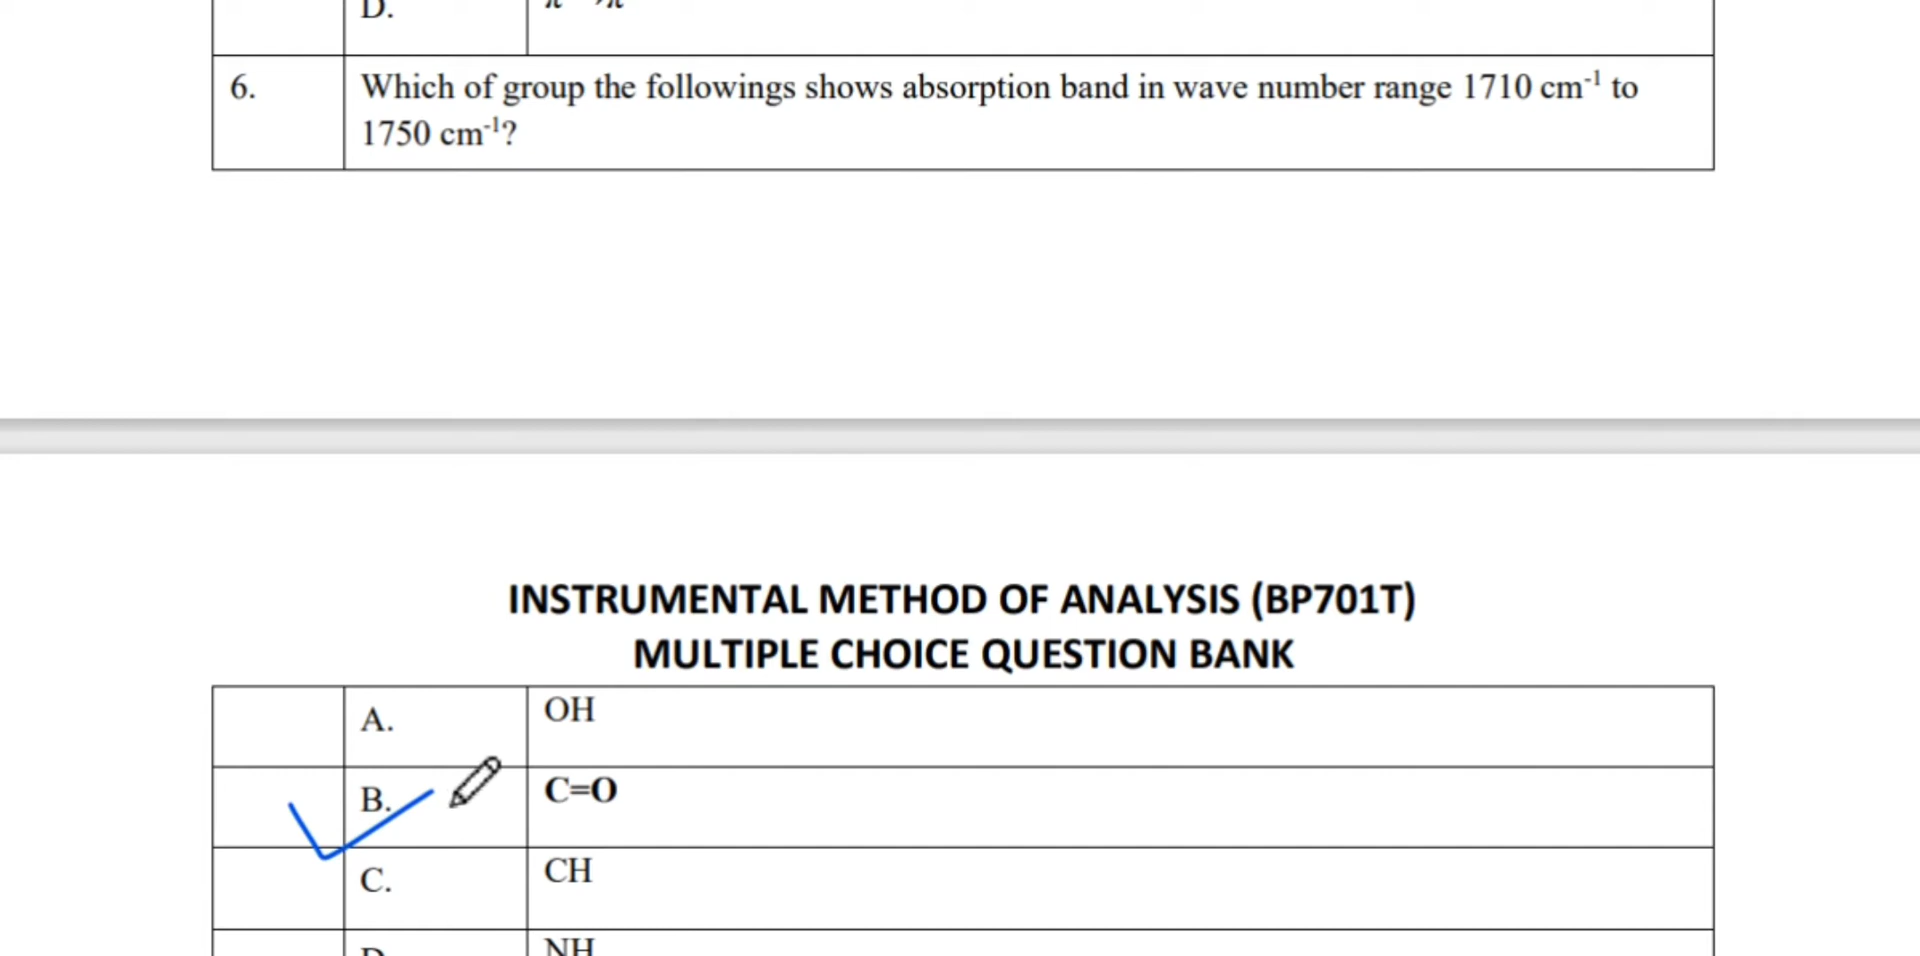 D.
6.
Which of group the followings shows absorption band in wave number range 1710 cm⁻¹ to
1750 cm⁻¹?
INSTRUMENTAL METHOD OF ANALYSIS (BP701T)
MULTIPLE CHOICE QUESTION BANK
A. OH
B. C=O
C. CH
D. NH